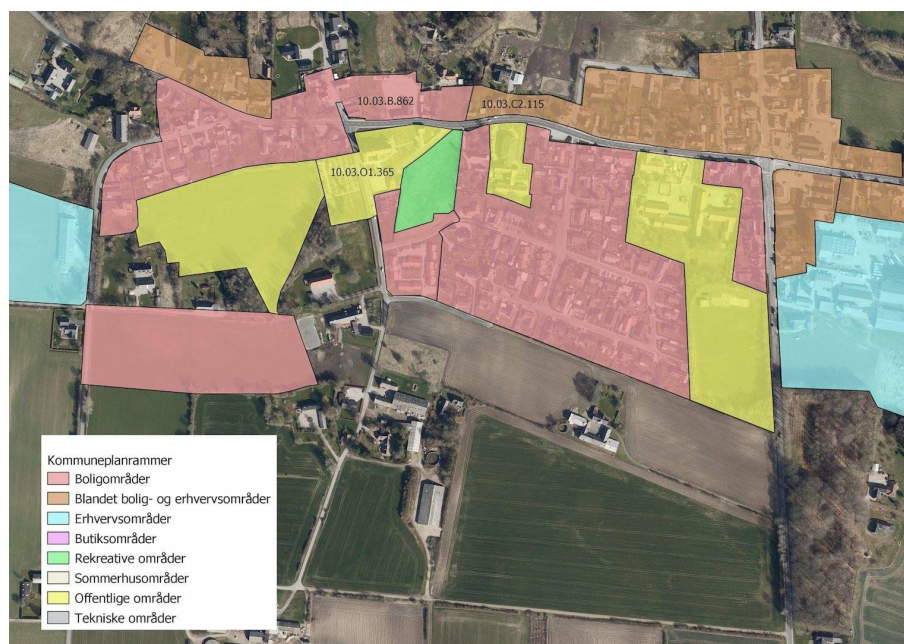 10.03.B.862
10.03.C2.115
10.03.O1.365
Kommuneplanrammer
Boligområder
Blandet bolig- og erhvervsområder
Erhvervsområder
Butiksområder
Rekreative områder
Sommerhusområder
Offentlige områder
Tekniske områder